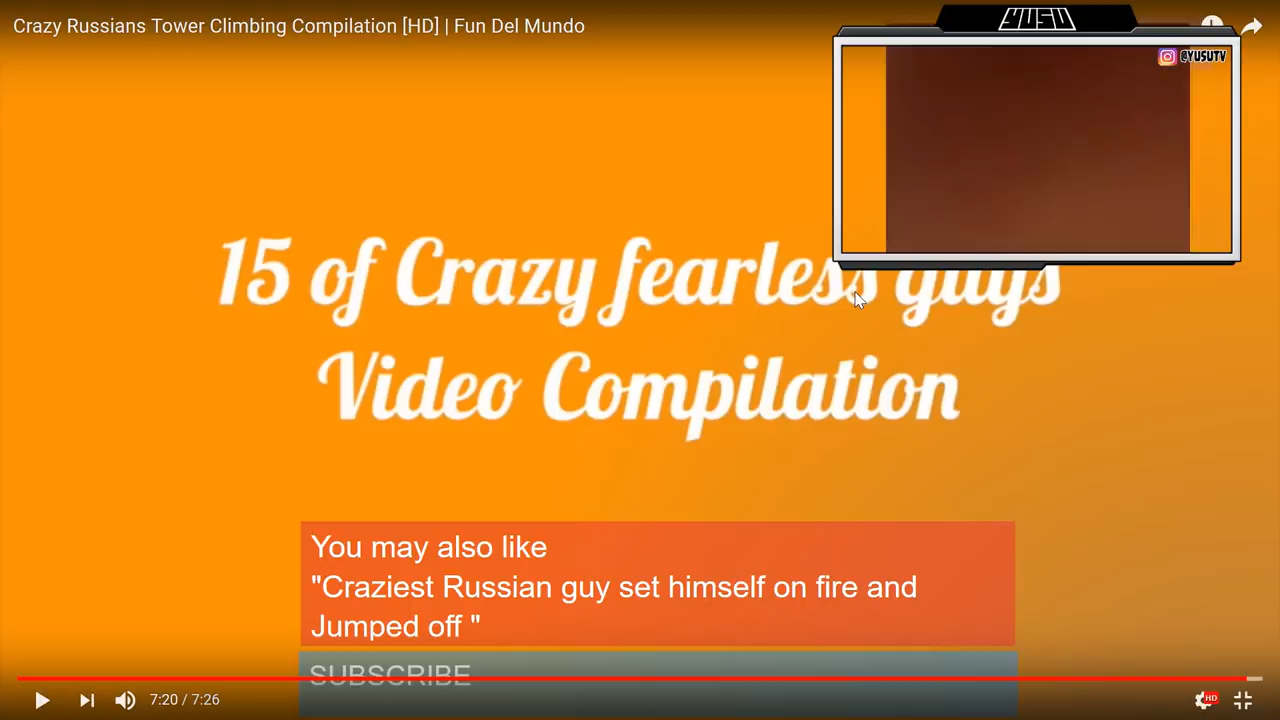 Crazy Russians Tower Climbing Compilation [HD] | Fun Del Mundo
YUSU
@YUSUTV
15 of Crazy fearless guys
Video Compilation
You may also like
"Craziest Russian guy set himself on fire and
Jumped off "
SUBSCRIBE
7:20 / 7:26
HD